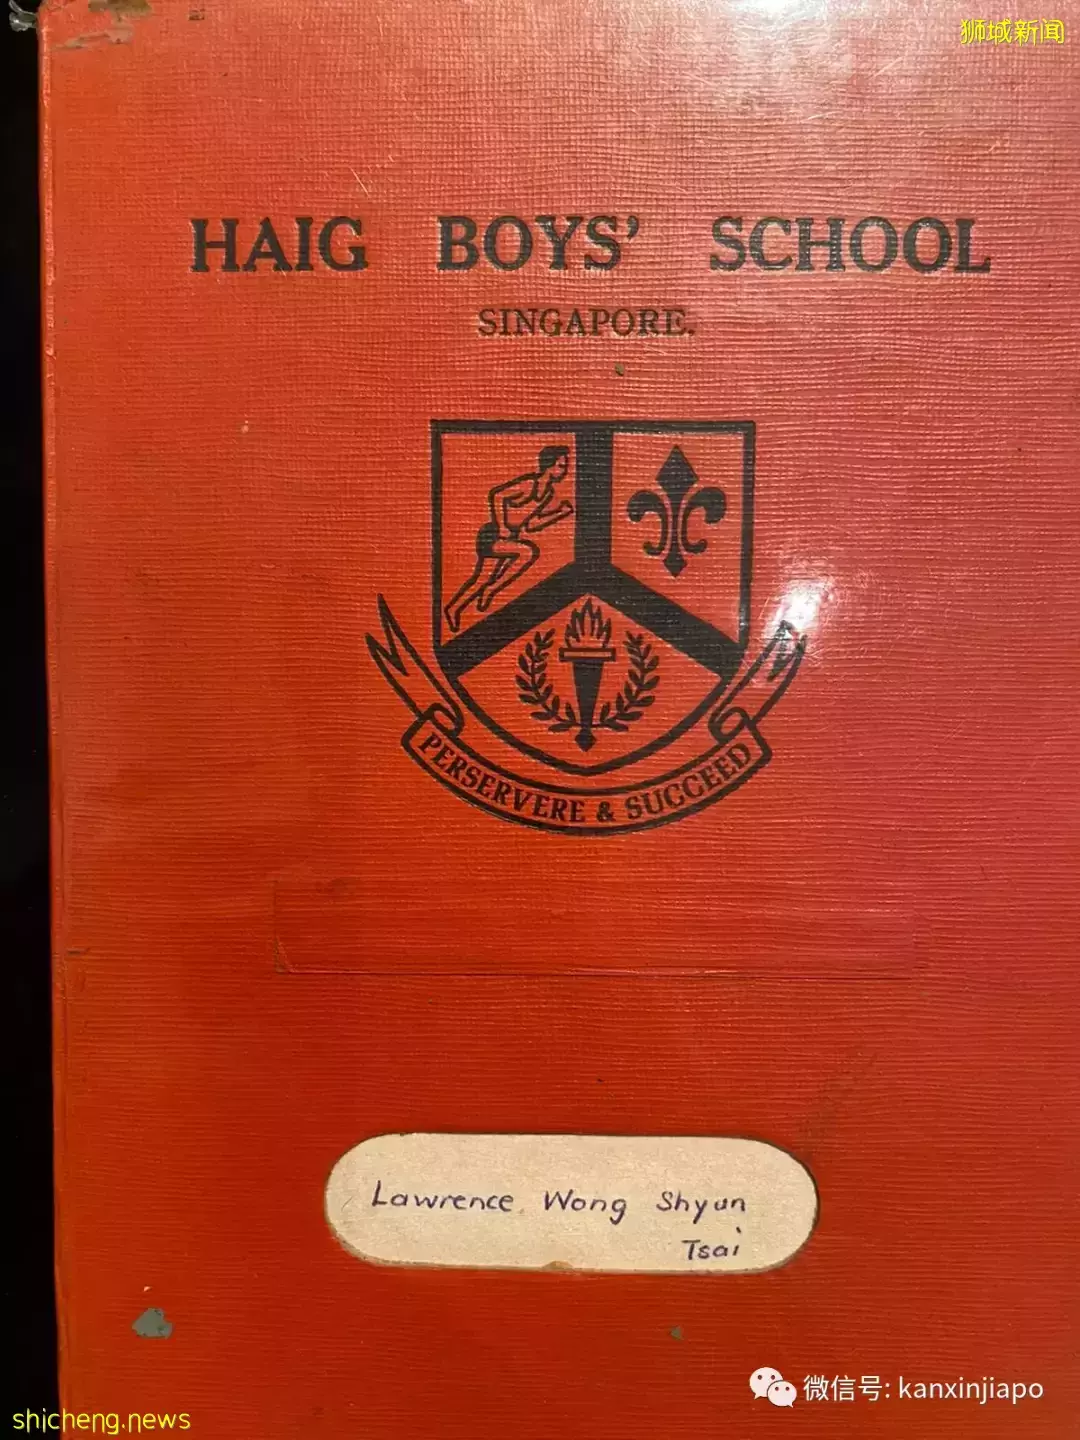 狮城新闻
HAIG BOYS' SCHOOL
SINGAPORE.
PERSERVERE & SUCCEED
Lawrence Wong Shyun
Tsai
微信号: kanxinjiapo
shicheng.news